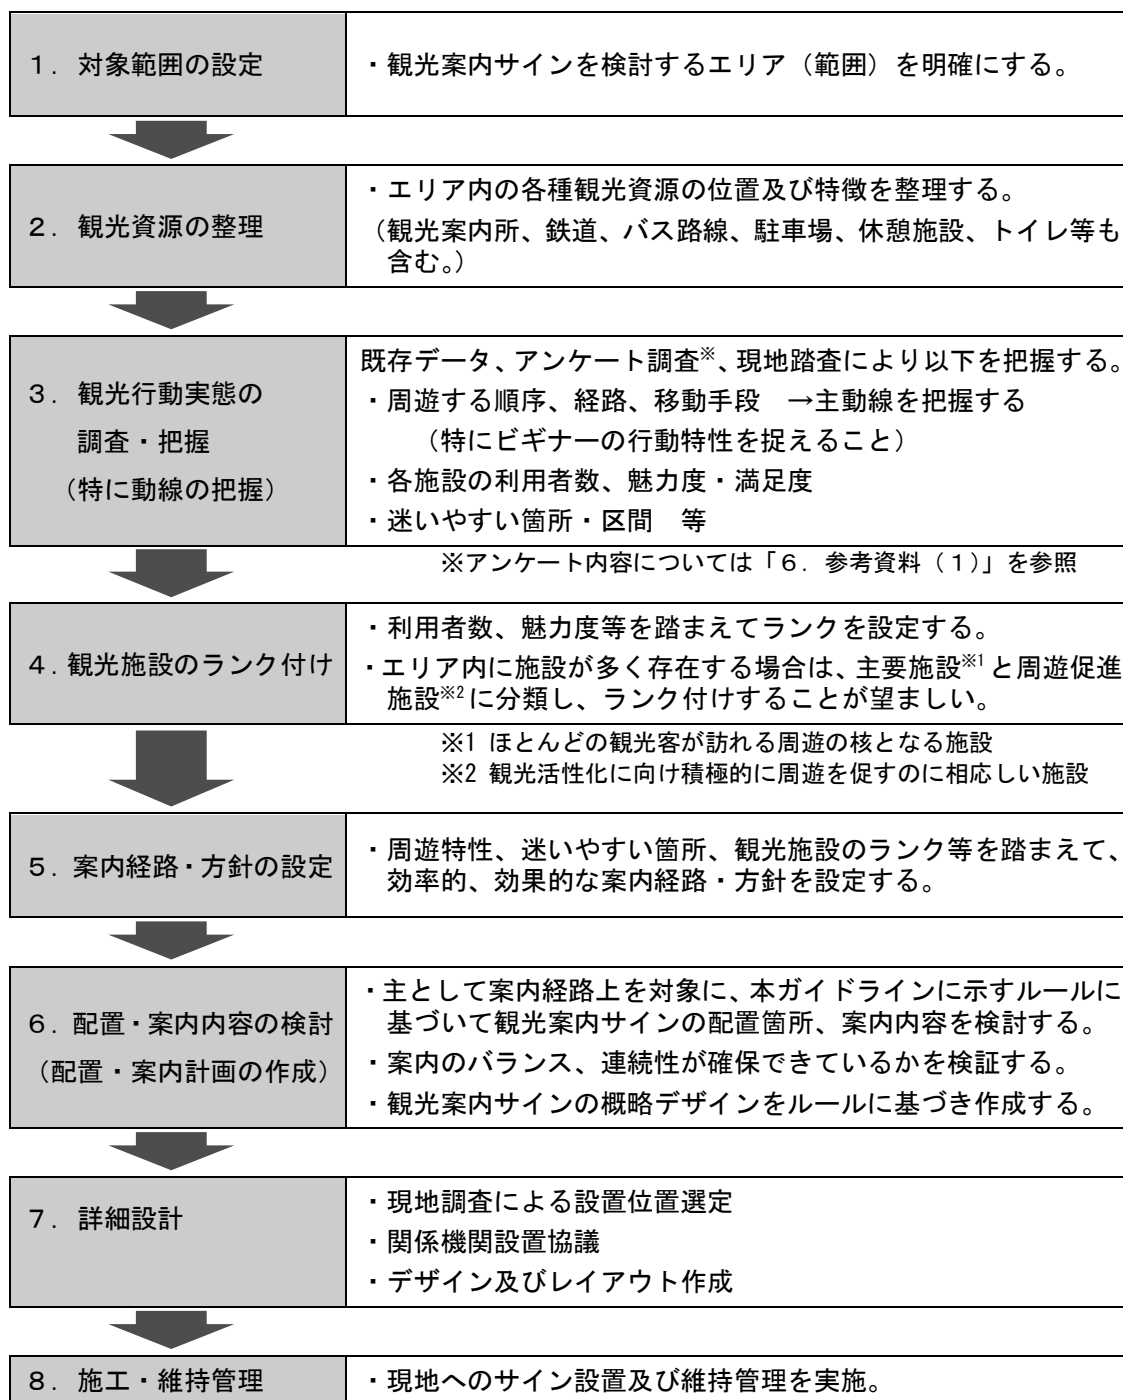 １．対象範囲の設定
・観光案内サインを検討するエリア（範囲）を明確にする。
２．観光資源の整理
・エリア内の各種観光資源の位置及び特徴を整理する。
（観光案内所、鉄道、バス路線、駐車場、休憩施設、トイレ等も
含む。）
３．観光行動実態の
調査・把握
（特に動線の把握）
既存データ、アンケート調査※、現地踏査により以下を把握する。
・周遊する順序、経路、移動手段　→主動線を把握する
（特にビギナーの行動特性を捉えること）
・各施設の利用者数、魅力度・満足度
・迷いやすい箇所・区間　等
※アンケート内容については「６．参考資料（１）」を参照
４．観光施設のランク付け
・利用者数、魅力度等を踏まえてランクを設定する。
・エリア内に施設が多く存在する場合は、主要施設※1と周遊促進
施設※2に分類し、ランク付けすることが望ましい。
※1 ほとんどの観光客が訪れる周遊の核となる施設
※2 観光活性化に向け積極的に周遊を促すのに相応しい施設
５．案内経路・方針の設定
・周遊特性、迷いやすい箇所、観光施設のランク等を踏まえて、
効率的、効果的な案内経路・方針を設定する。
６．配置・案内内容の検討
（配置・案内計画の作成）
・主として案内経路上を対象に、本ガイドラインに示すルールに
基づいて観光案内サインの配置箇所、案内内容を検討する。
・案内のバランス、連続性が確保できているかを検証する。
・観光案内サインの概略デザインをルールに基づき作成する。
７．詳細設計
・現地調査による設置位置選定
・関係機関設置協議
・デザイン及びレイアウト作成
８．施工・維持管理
・現地へのサイン設置及び維持管理を実施。